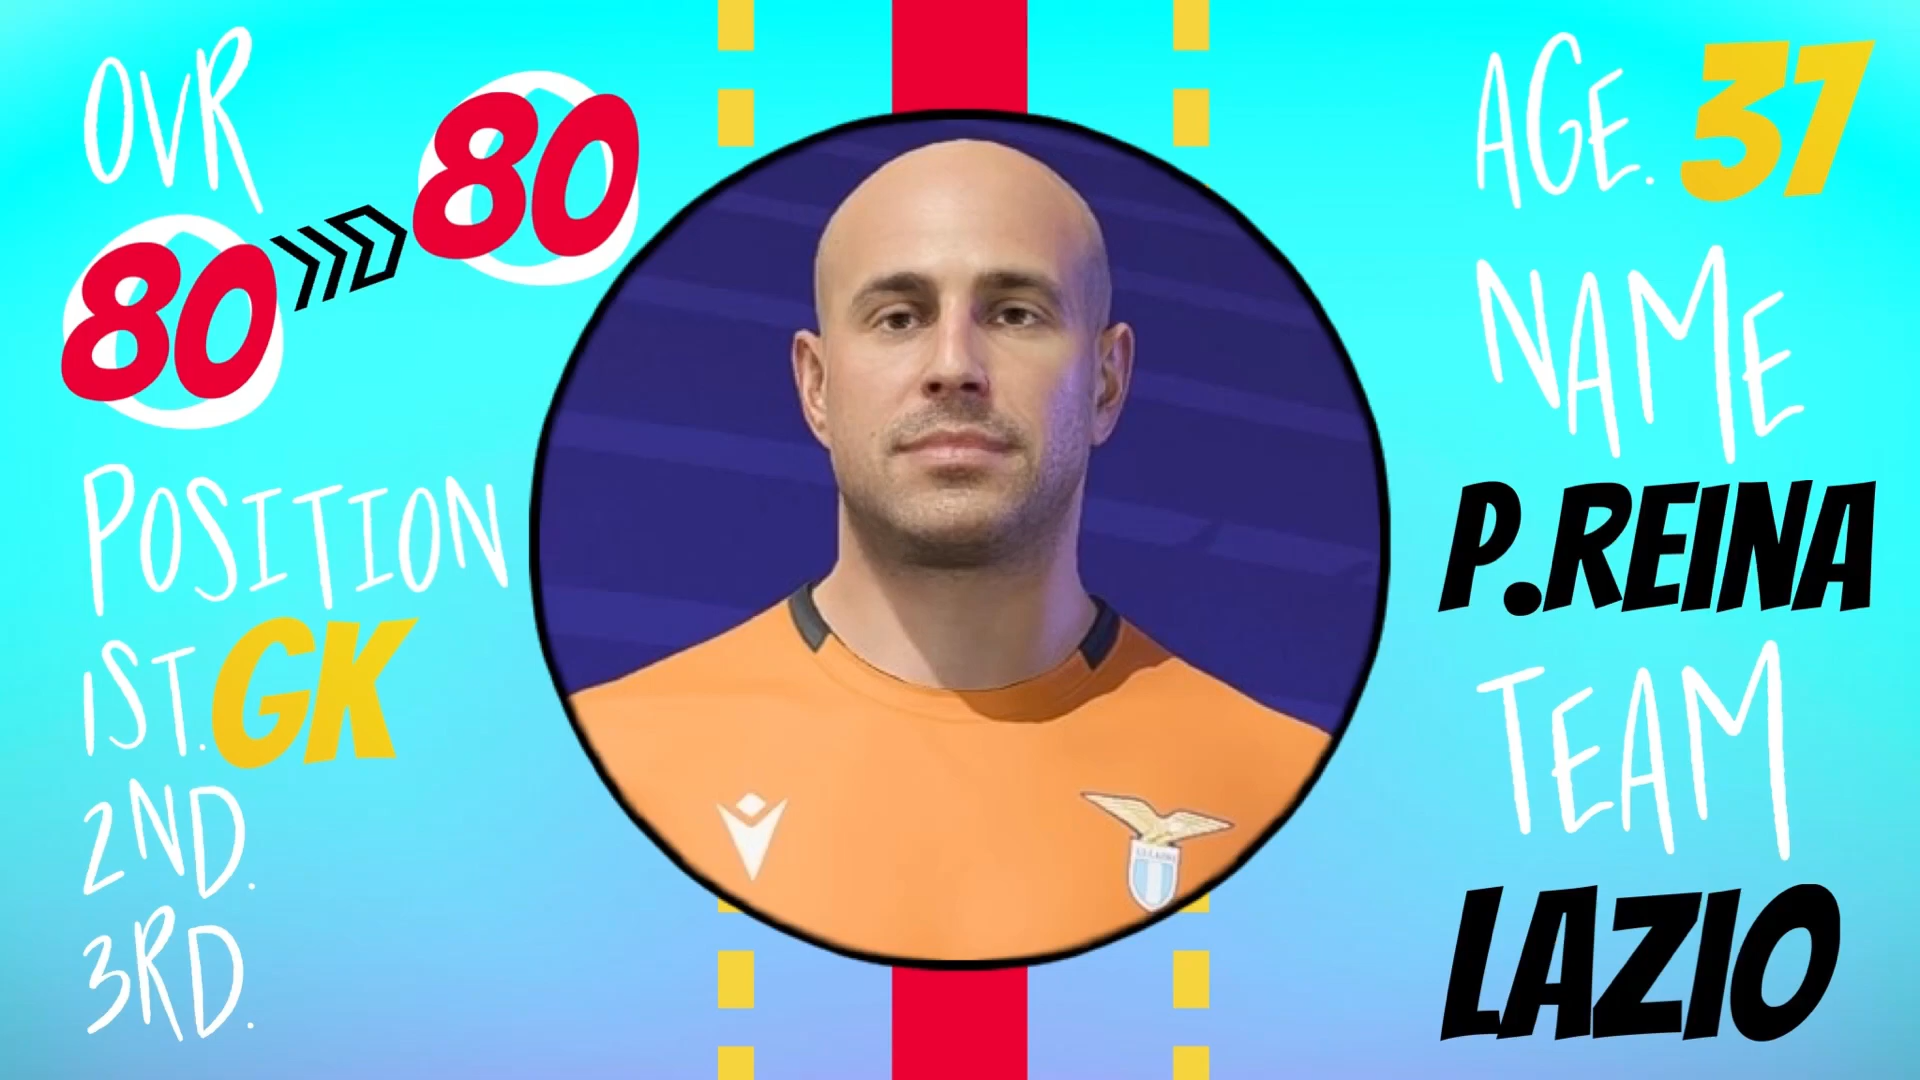 OVR
80
80
POSITION
1ST. GK
2ND.
3RD.
AGE. 37
NAME
P.REINA
TEAM
LAZIO